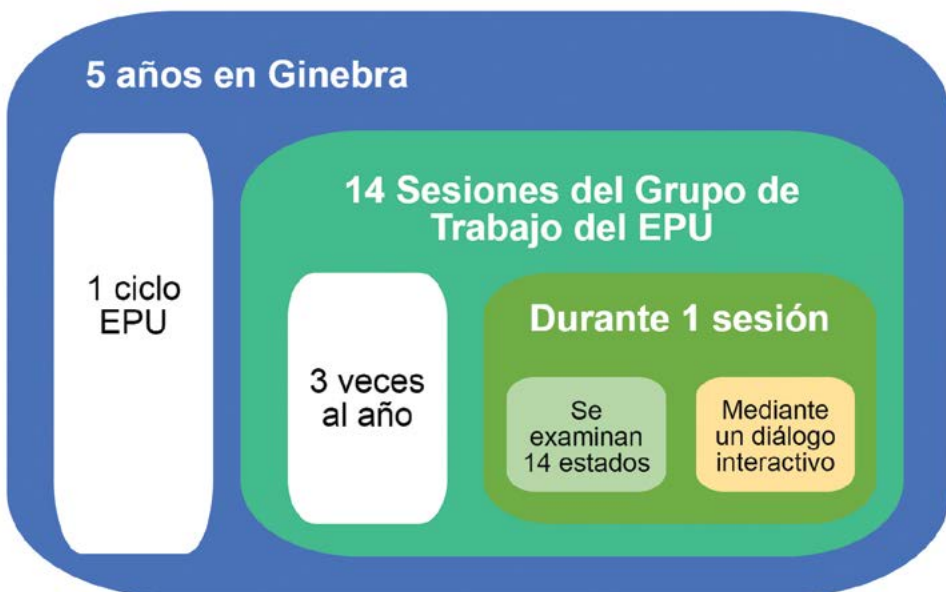 5 años en Ginebra
1 ciclo
EPU
14 Sesiones del Grupo de
Trabajo del EPU
3 veces
al año
Durante 1 sesión
Se
examinan
14 estados
Mediante
un diálogo
interactivo